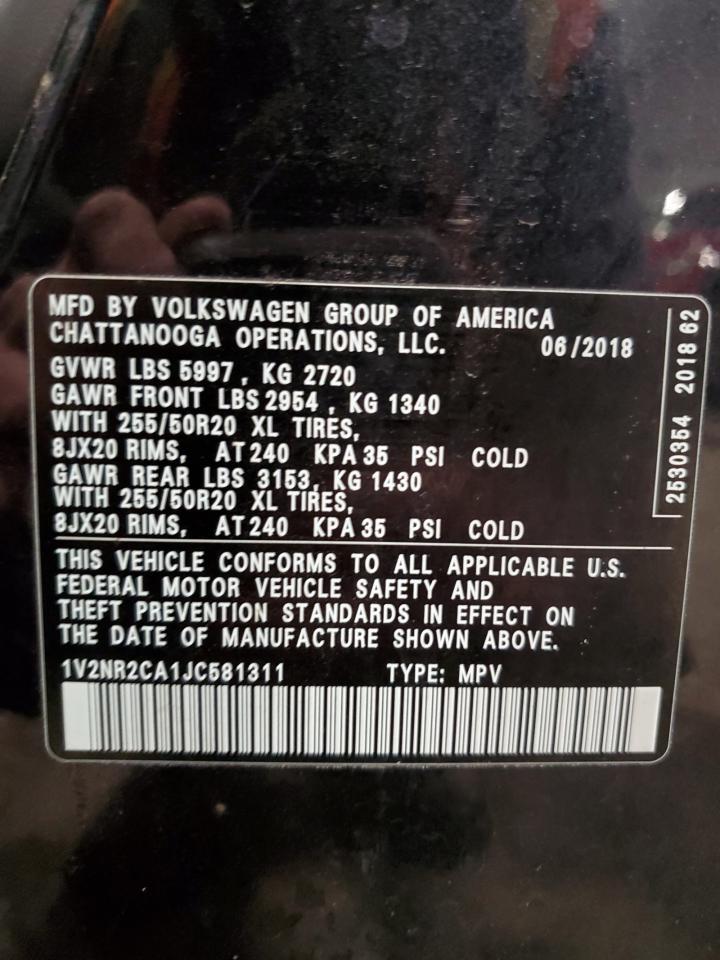 MFD BY VOLKSWAGEN GROUP OF AMERICA
CHATTANOOGA OPERATIONS, LLC. 06/2018
GVWR LBS 5997, KG 2720
GAWR FRONT LBS 2954, KG 1340
WITH 255/50R20 XL TIRES,
8JX20 RIMS, AT 240 KPA 35 PSI COLD
GAWR REAR LBS 3153, KG 1430
WITH 255/50R20 XL TIRES,
8JX20 RIMS, AT 240 KPA 35 PSI COLD
THIS VEHICLE CONFORMS TO ALL APPLICABLE U.S.
FEDERAL MOTOR VEHICLE SAFETY AND
THEFT PREVENTION STANDARDS IN EFFECT ON
THE DATE OF MANUFACTURE SHOWN ABOVE.
1V2NR2CA1JC581311 TYPE: MPV
2530354 2018 62